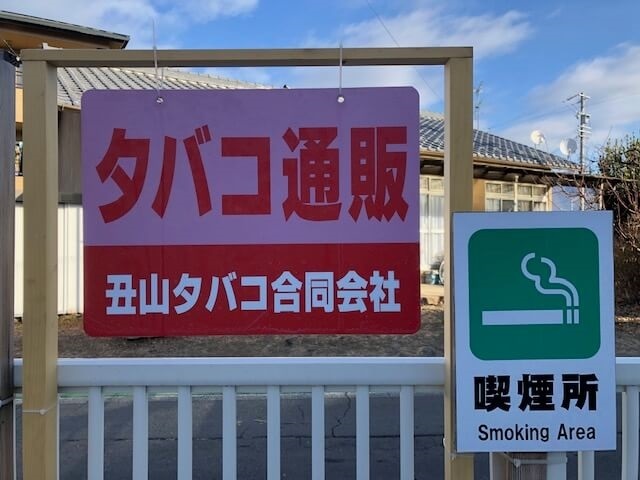 タバコ通販
丑山タバコ合同会社
喫煙所
Smoking Area